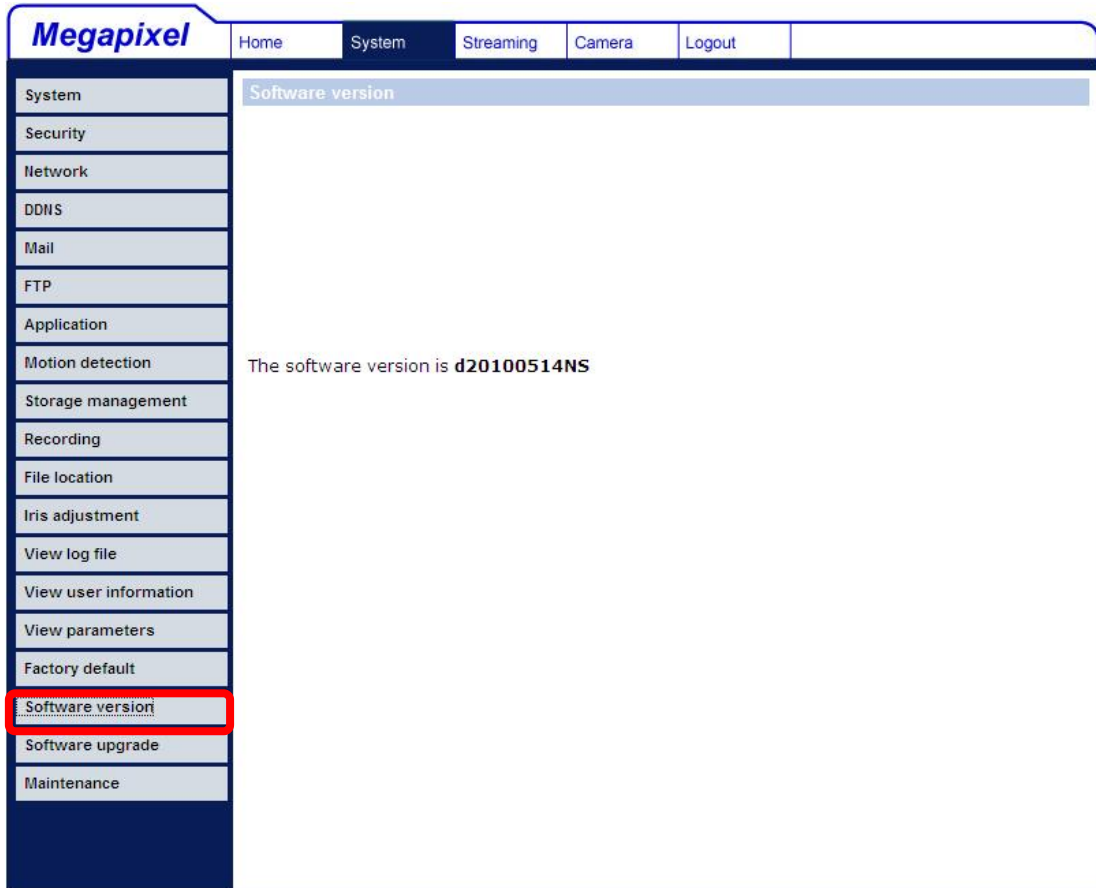 Megapixel
Home System Streaming Camera Logout
Software version
System
Security
Network
DDNS
Mail
FTP
Application
Motion detection
Storage management
Recording
File location
Iris adjustment
View log file
View user information
View parameters
Factory default
Software version
Software upgrade
Maintenance
The software version is d20100514NS